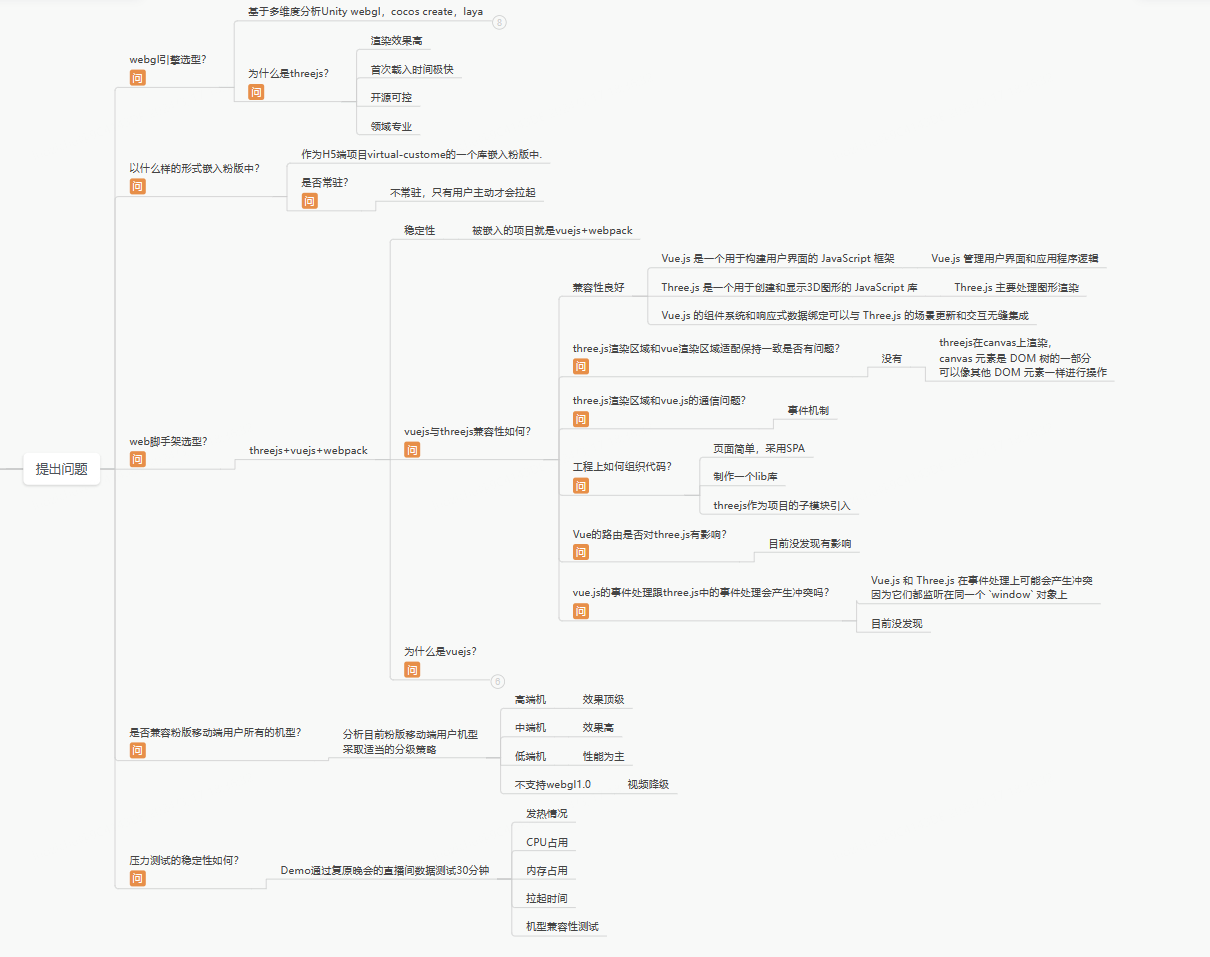 基于多维度分析Unity webgl，cocos create，laya
8
webgl引擎选型？
问
为什么是threejs？
问
渲染效果高
首次载入时间极快
开源可控
领域专业
以什么样的形式嵌入粉版中？
问
作为H5端项目virtual-custome的一个库嵌入粉版中.
是否常驻？
问
不常驻，只有用户主动才会拉起
提出问题
web脚手架选型？
问
threejs+vuejs+webpack
稳定性
被嵌入的项目就是vuejs+webpack
vuejs与threejs兼容性如何？
问
兼容性良好
Vue.js 是一个用于构建用户界面的 JavaScript 框架
Vue.js 管理用户界面和应用程序逻辑
Three.js 是一个用于创建和显示3D图形的 JavaScript 库
Three.js 主要处理图形渲染
Vue.js 的组件系统和响应式数据绑定可以与 Three.js 的场景更新和交互无缝集成
three.js渲染区域和vue渲染区域适配保持一致是否有问题？
问
没有
threejs在canvas上渲染，
canvas 元素是 DOM 树的一部分
可以像其他 DOM 元素一样进行操作
three.js渲染区域和vue.js的通信问题？
问
事件机制
工程上如何组织代码？
问
页面简单，采用SPA
制作一个lib库
threejs作为项目的子模块引入
Vue的路由是否对three.js有影响？
问
目前没发现有影响
vue.js的事件处理跟three.js中的事件处理会产生冲突吗？
问
Vue.js 和 Three.js 在事件处理上可能会产生冲突
因为它们都监听在同一个 `window` 对象上
目前没发现
为什么是vuejs？
问
6
是否兼容粉版移动端用户所有的机型？
问
分析目前粉版移动端用户机型
采取适当的分级策略
高端机
效果顶级
中端机
效果高
低端机
性能为主
不支持webgl1.0
视频降级
压力测试的稳定性如何？
问
Demo通过复原晚会的直播间数据测试30分钟
发热情况
CPU占用
内存占用
拉起时间
机型兼容性测试